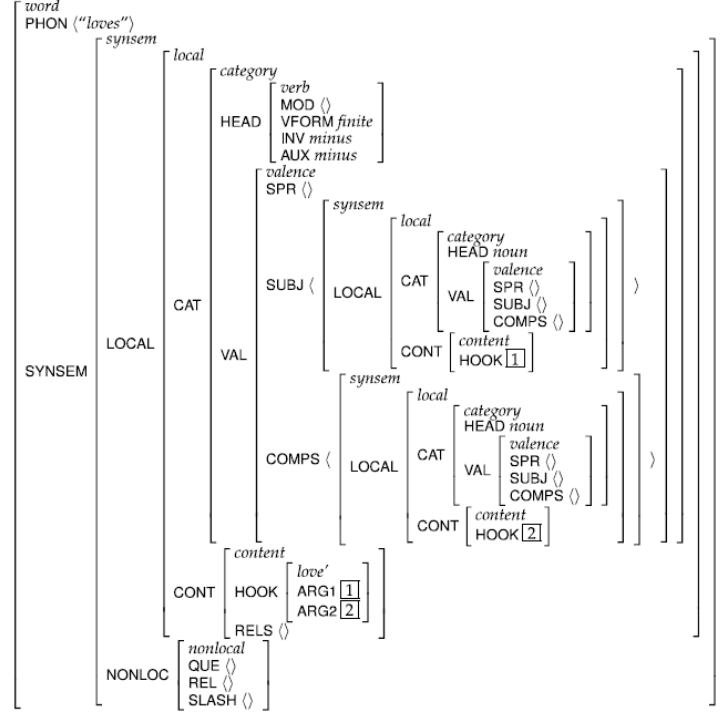 word
PHON ⟨"loves"⟩
synsem
local
category
verb
MOD ⟨⟩
HEAD VFORM finite
INV minus
AUX minus
valence
SPR ⟨⟩
synsem
local
category
HEAD noun
valence
SUBJ ⟨ LOCAL CAT VAL SPR ⟨⟩ ⟩
SUBJ ⟨⟩
COMPS ⟨⟩
CAT
content
CONT HOOK 1
LOCAL
VAL
SYNSEM
synsem
local
category
HEAD noun
valence
COMPS ⟨ LOCAL CAT VAL SPR ⟨⟩ ⟩
SUBJ ⟨⟩
COMPS ⟨⟩
content
CONT HOOK 2
content
love'
CONT HOOK ARG1 1
ARG2 2
RELS ⟨⟩
nonlocal
NONLOC QUE ⟨⟩
REL ⟨⟩
SLASH ⟨⟩